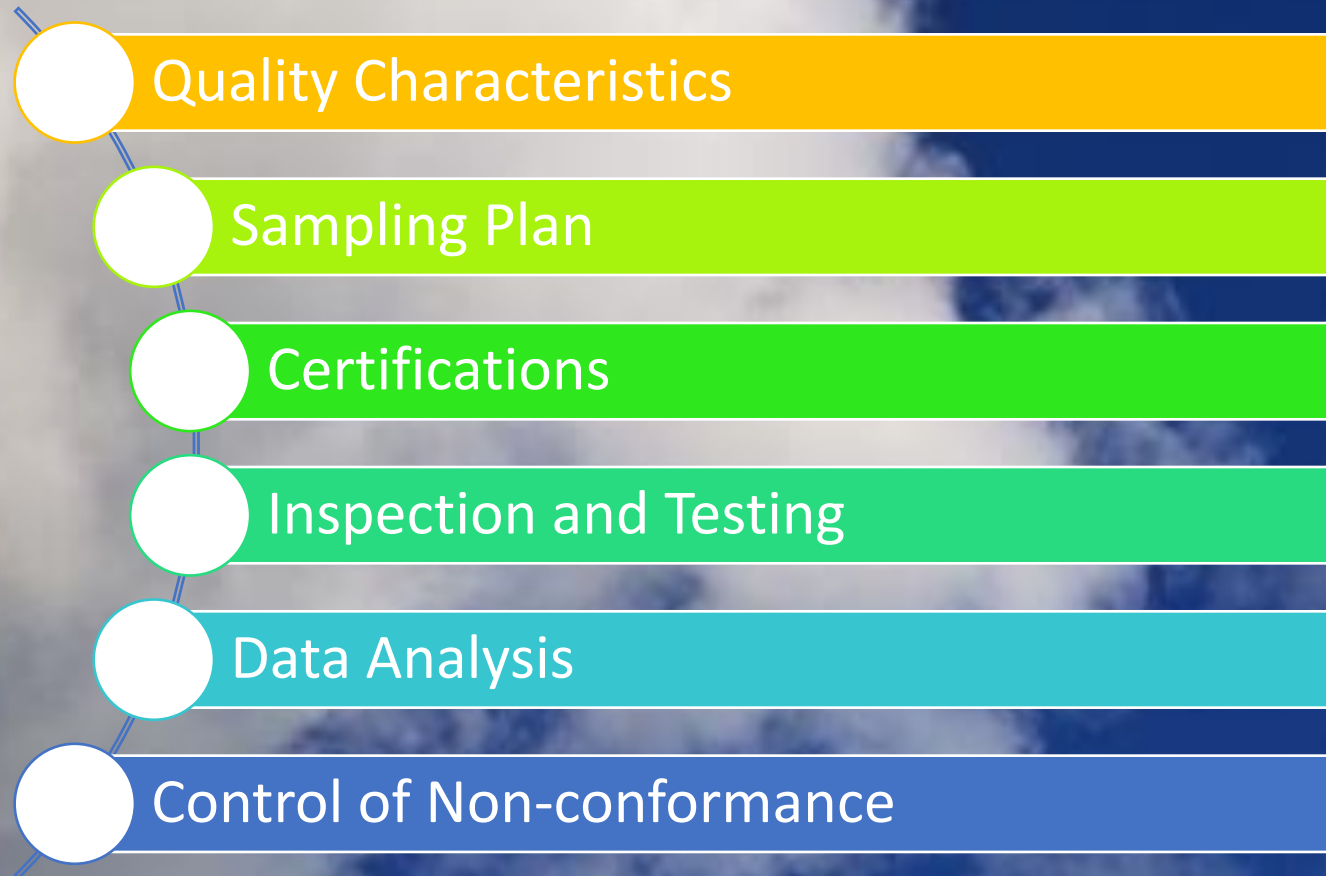 Quality Characteristics
Sampling Plan
Certifications
Inspection and Testing
Data Analysis
Control of Non-conformance